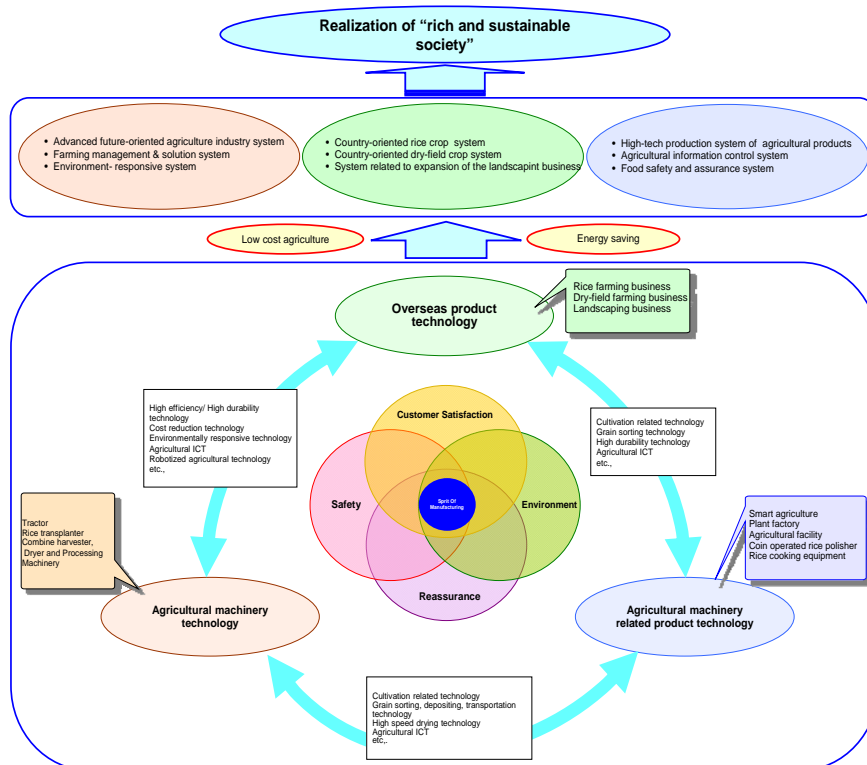 Realization of “rich and sustainable
society”
• Advanced future-oriented agriculture industry system
• Farming management & solution system
• Environment- responsive system
• Country-oriented rice crop  system
• Country-oriented dry-field crop system
• System related to expansion of the landscapint business
• High-tech production system of  agricultural products
• Agricultural information control system
• Food safety and assurance system
Low cost agriculture
Energy saving
Overseas product
technology
Rice farming business
Dry-field farming business
Landscaping business
High efficiency/ High durability
technology
Cost reduction technology
Environmentally responsive technology
Agricultural ICT
Robotized agricultural technology
etc.,
Customer Satisfaction
Safety
Sprit Of
Manufacturing
Environment
Reassurance
Cultivation related technology
Grain sorting technology
High durability technology
Agricultural ICT
etc.,
Tractor
Rice transplanter
Combine harvester,
Dryer and Processing
Machinery
Smart agriculture
Plant factory
Agricultural facility
Coin operated rice polisher
Rice cooking equipment
Agricultural machinery
technology
Agricultural machinery
related product technology
Cultivation related technology
Grain sorting, depositing, transportation
technology
High speed drying technology
Agricultural ICT
etc,.